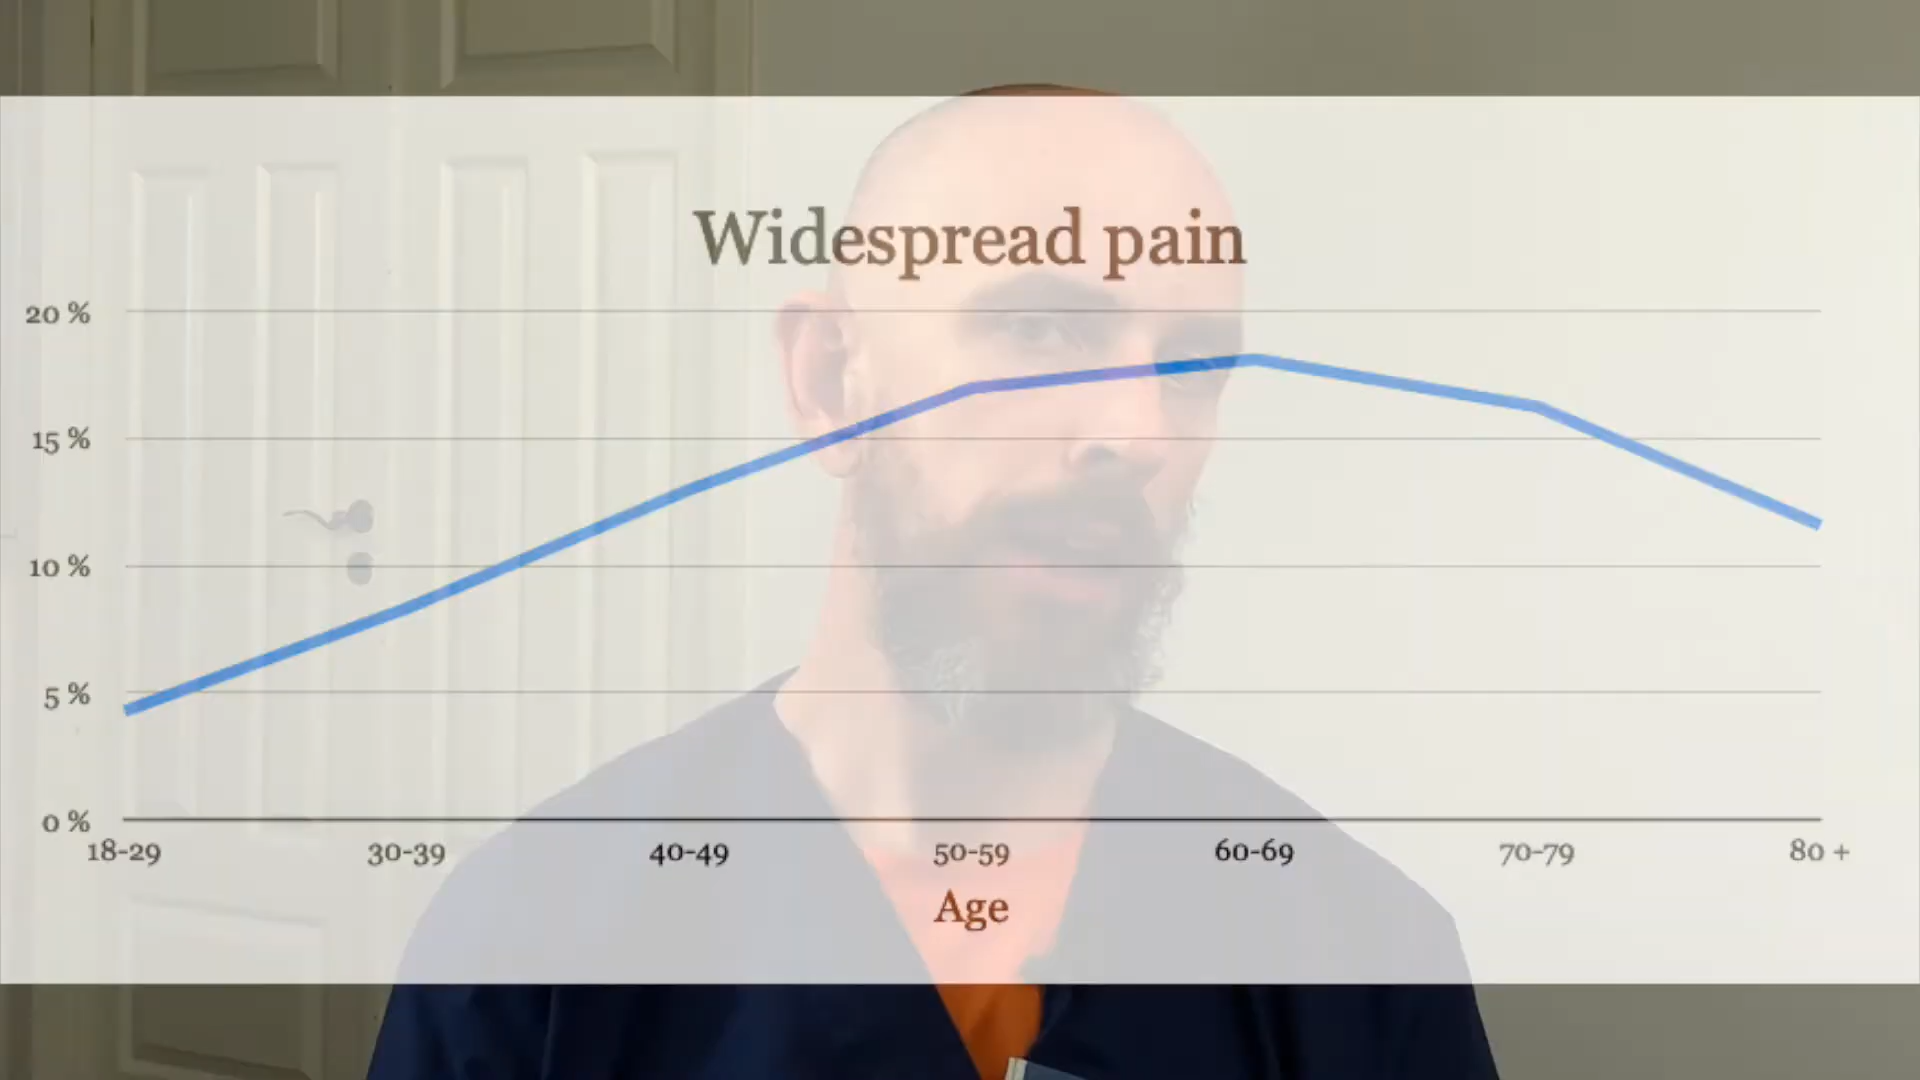 Widespread pain
20 %
15 %
10 %
5 %
0 %
18-29 30-39 40-49 50-59 60-69 70-79 80 +
Age